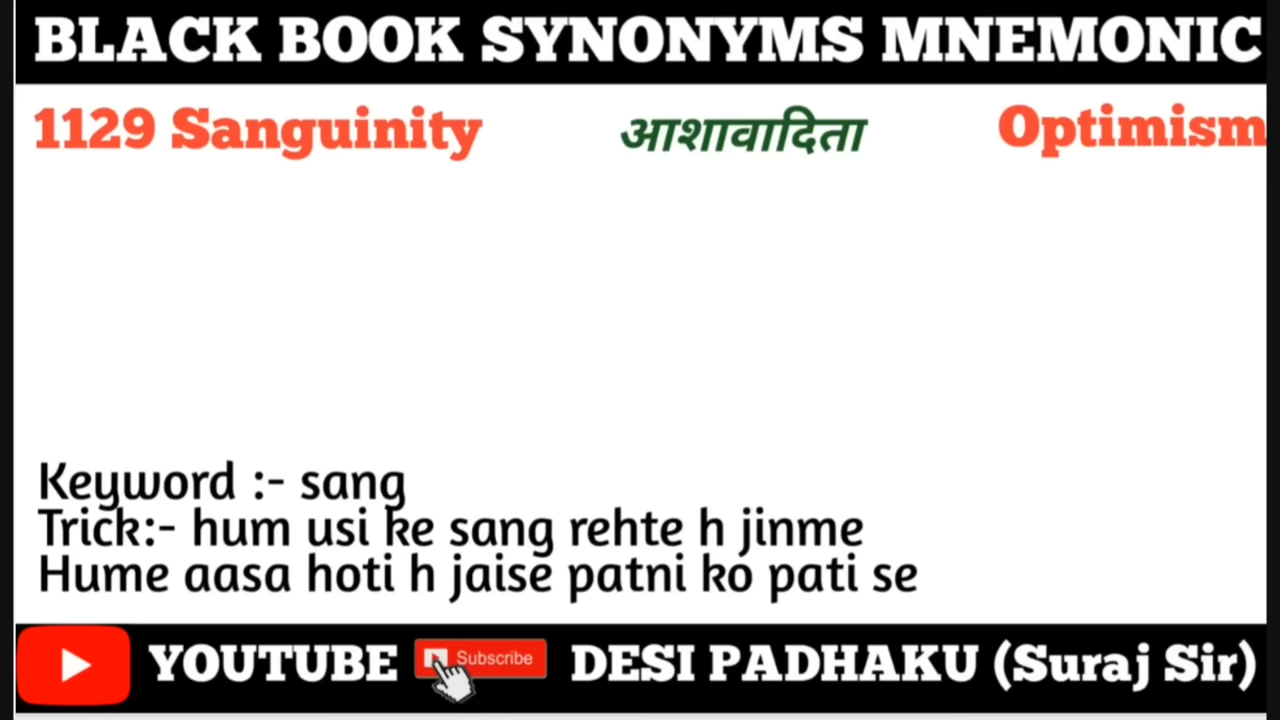 BLACK BOOK SYNONYMS MNEMONIC
1129 Sanguinity आशावादिता Optimism
Keyword :- sang
Trick:- hum usi ke sang rehte h jinme
Hume aasa hoti h jaise patni ko pati se
YOUTUBE Subscribe DESI PADHAKU (Suraj Sir)